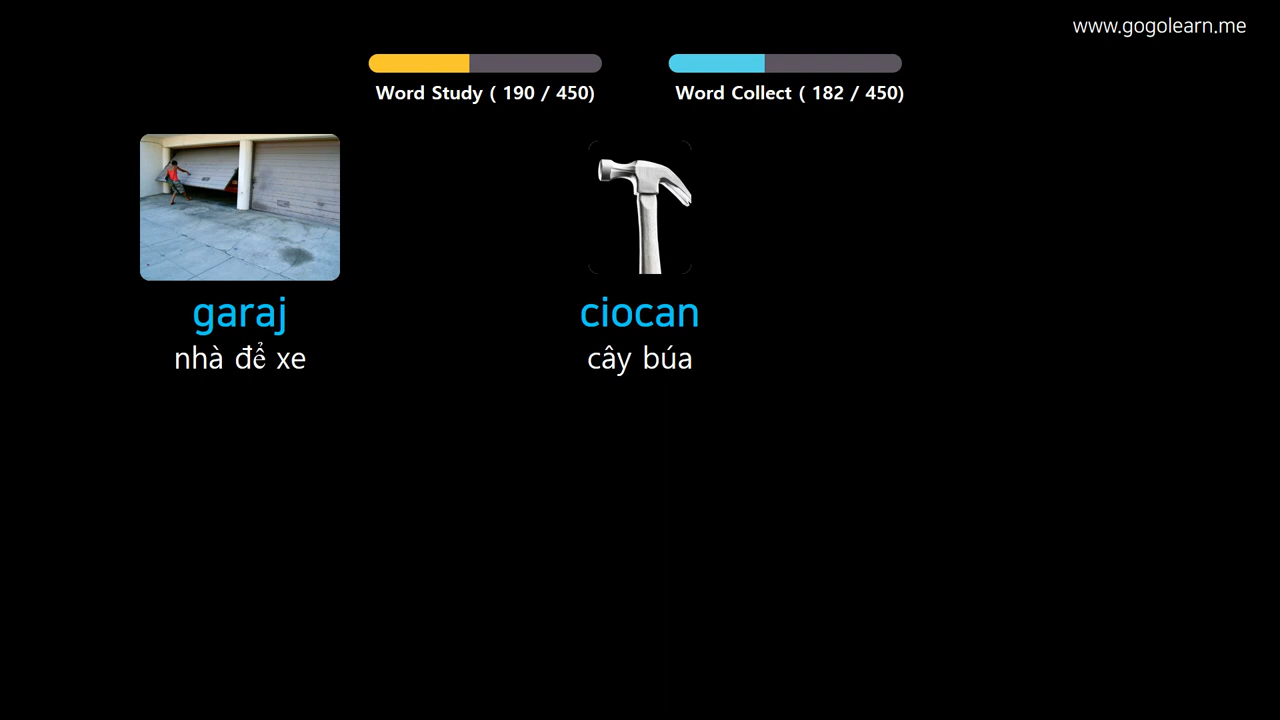 www.gogolearn.me
Word Study ( 190 / 450)
Word Collect ( 182 / 450)
garaj
nhà để xe
ciocan
cây búa